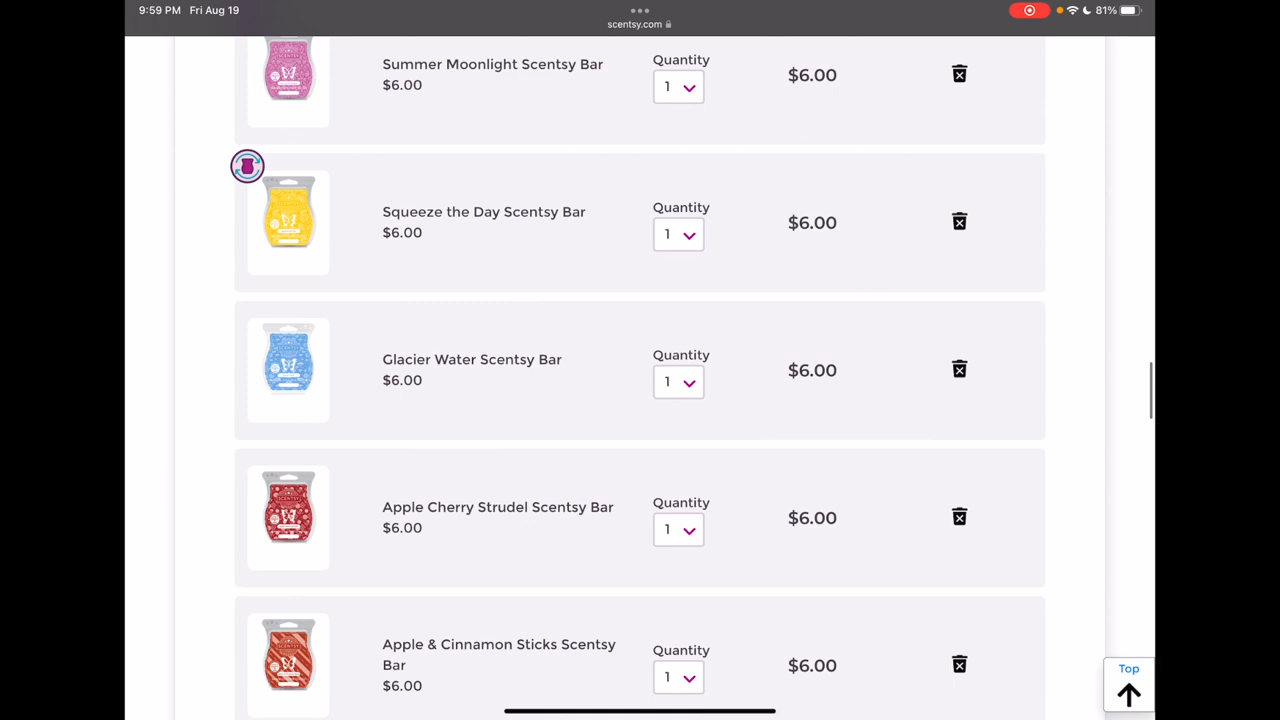 9:59 PM Fri Aug 19
81%
scentsy.com
Summer Moonlight Scentsy Bar
$6.00
Quantity
1
$6.00
Squeeze the Day Scentsy Bar
$6.00
Quantity
1
$6.00
Glacier Water Scentsy Bar
$6.00
Quantity
1
$6.00
Apple Cherry Strudel Scentsy Bar
$6.00
Quantity
1
$6.00
Apple & Cinnamon Sticks Scentsy
Bar
$6.00
Quantity
1
$6.00
Top